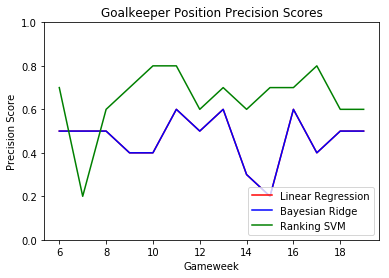 Goalkeeper Position Precision Scores
Precision Score
1.0
0.8
0.6
0.4
0.2
0.0
6 8 10 12 14 16 18
Gameweek
Linear Regression
Bayesian Ridge
Ranking SVM